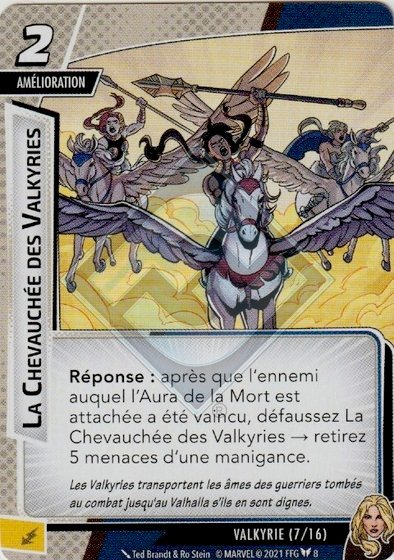 2
AMÉLIORATION
LA CHEVAUCHÉE DES VALKYRIES
Réponse : après que l'ennemi
auquel l'Aura de la Mort est
attachée a été vaincu, défaussez La
Chevauchée des Valkyries → retirez
5 menaces d'une manigance.
Les Valkyries transportent les âmes des guerriers tombés
au combat jusqu'au Valhalla s'ils en sont dignes.
VALKYRIE (7/16)
Ted Brandt & Ro Stein © MARVEL © 2021 FFG